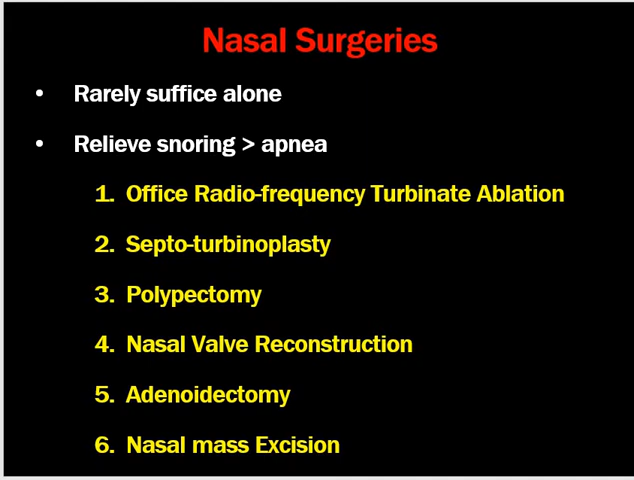 Nasal Surgeries
• Rarely suffice alone
• Relieve snoring > apnea
1. Office Radio-frequency Turbinate Ablation
2. Septo-turbinoplasty
3. Polypectomy
4. Nasal Valve Reconstruction
5. Adenoidectomy
6. Nasal mass Excision